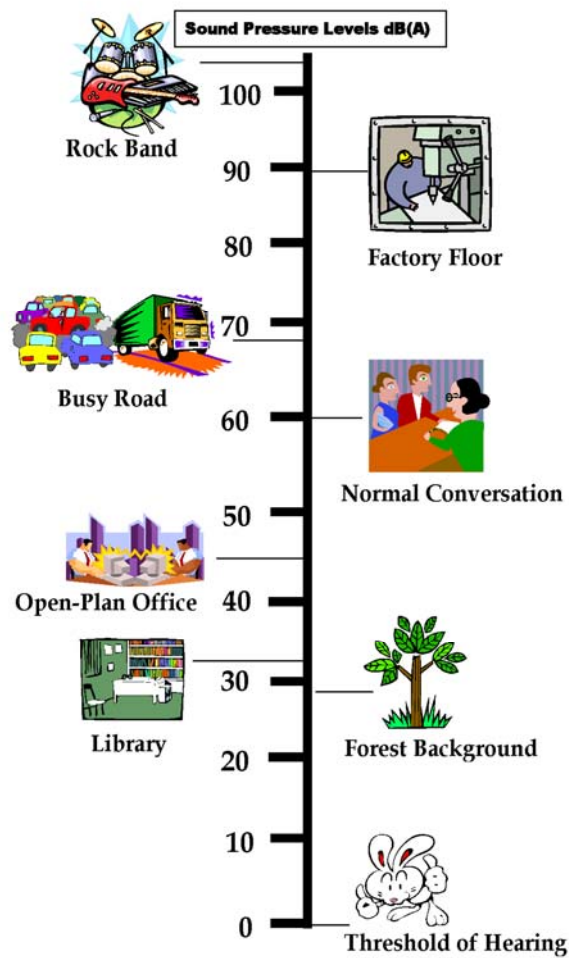 Sound Pressure Levels dB(A)
100
Rock Band
90
80
Factory Floor
70
Busy Road
60
Normal Conversation
50
Open-Plan Office
40
30
Library
Forest Background
20
10
0
Threshold of Hearing